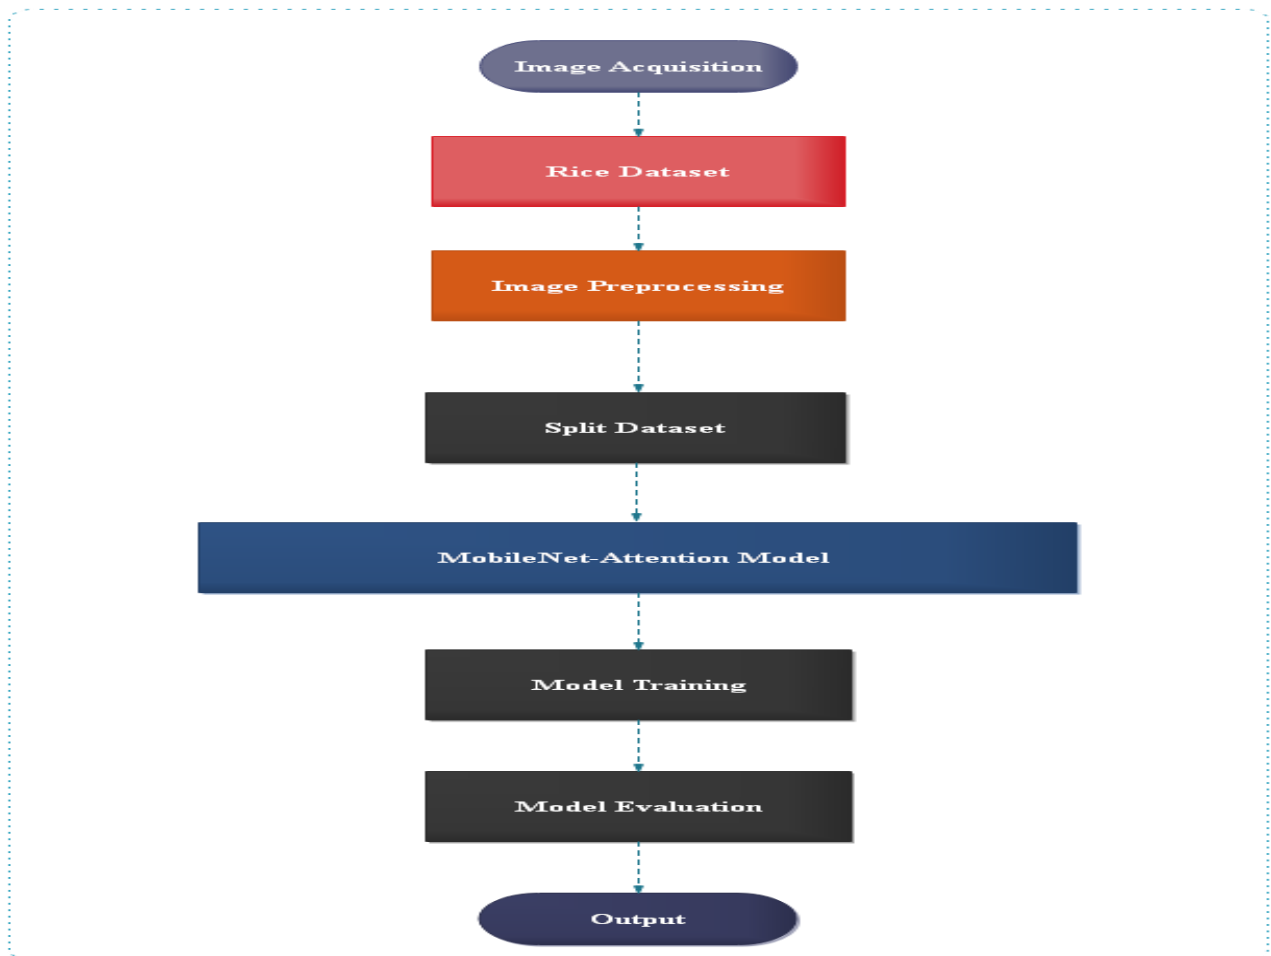 Image Acquisition
Rice Dataset
Image Preprocessing
Split Dataset
MobileNet-Attention Model
Model Training
Model Evaluation
Output